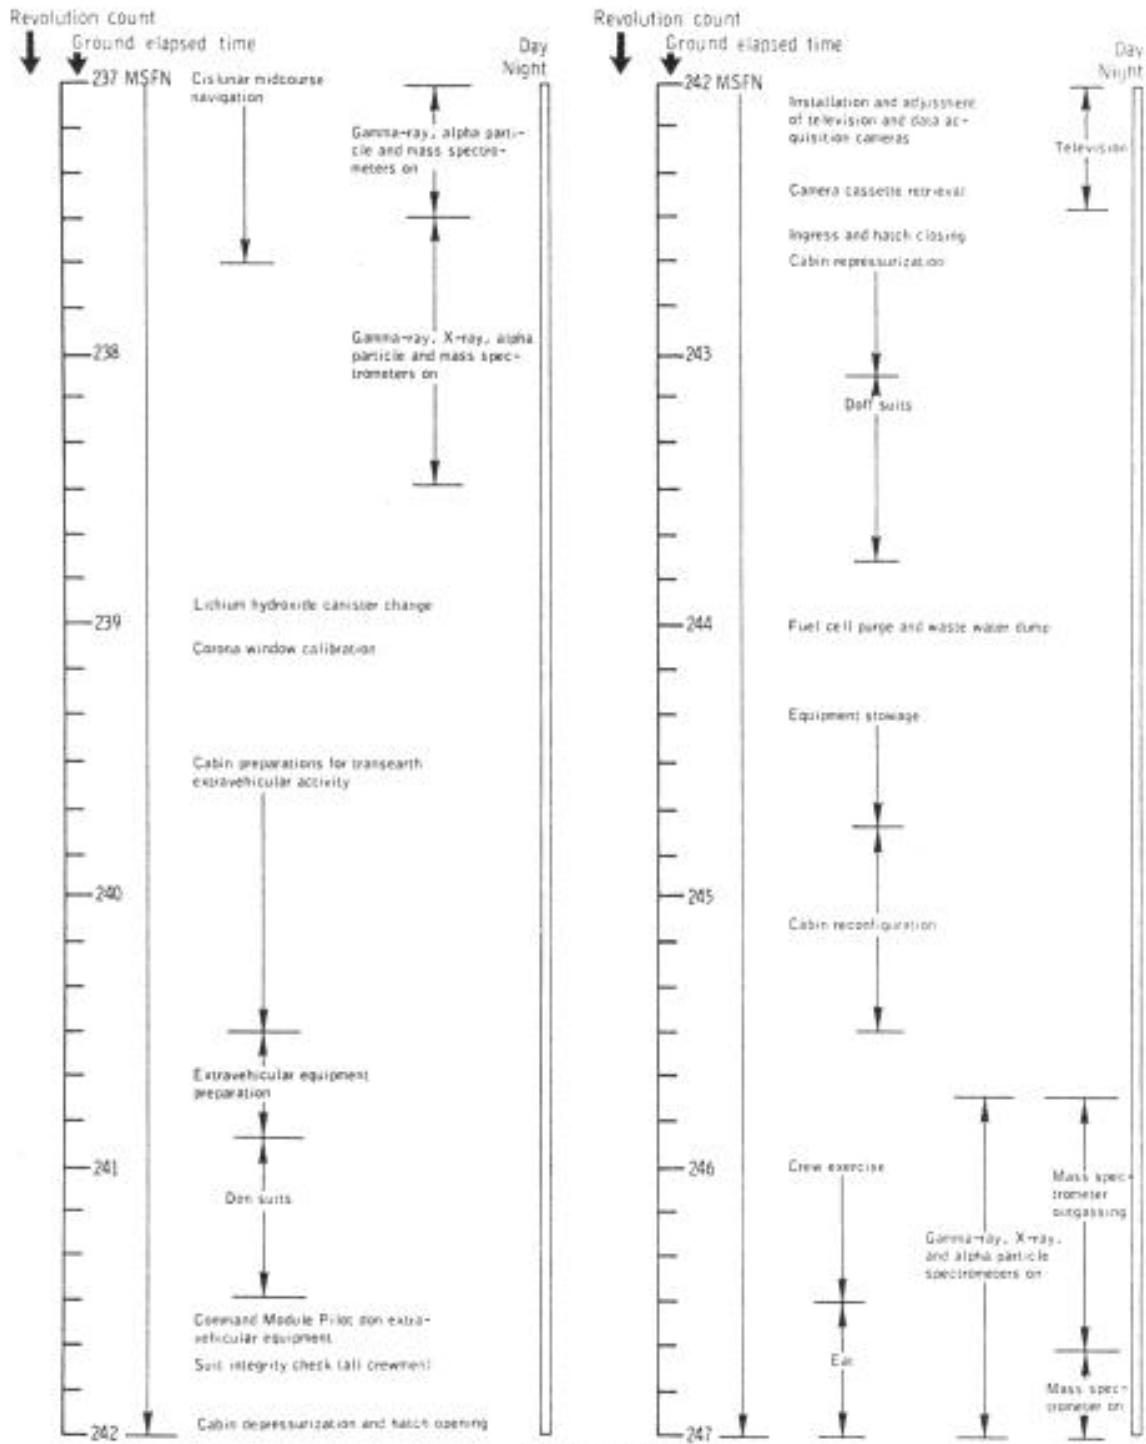 Revolution count
Ground elapsed time
Day
Night
237 MSFN
Cislunar midcourse
navigation
Gamma-ray, alpha parti-
cle and mass spectro-
meters on
Gamma-ray, X-ray, alpha
particle and mass spec-
trometers on
238
Lithium hydroxide canister change
239
Corona window calibration
Cabin preparations for transearth
extravehicular activity
240
Extravehicular equipment
preparation
241
Don suits
Command Module Pilot don extra-
vehicular equipment
Suit integrity check (all crewmen)
Cabin depressurization and hatch opening
242
Revolution count
Ground elapsed time
Day
Night
242 MSFN
Installation and adjustment
of television and data ac-
quisition cameras
Television
Camera cassette retrieval
Ingress and hatch closing
Cabin repressurization
243
Doff suits
244
Fuel cell purge and waste water dump
Equipment stowage
245
Cabin reconfiguration
246
Crew exercise
Mass spec-
trometer
outgassing
Gamma-ray, X-ray,
and alpha particle
spectrometers on
Eat
Mass spec-
trometer on
247